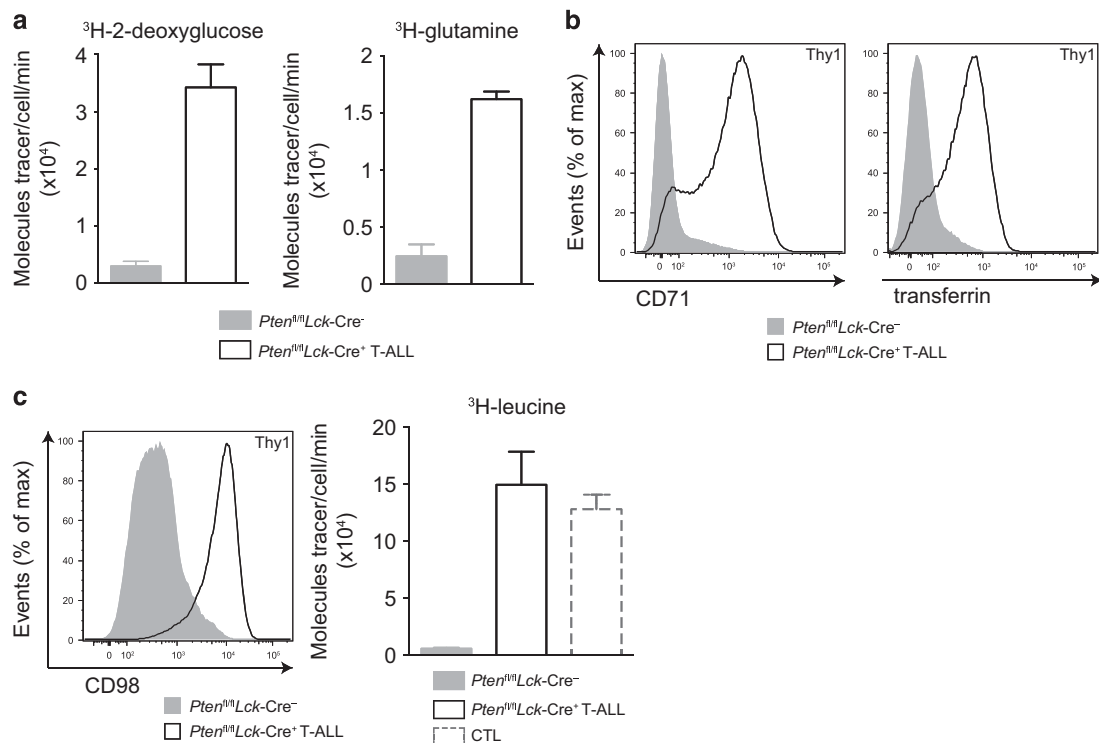 a
³H-2-deoxyglucose
Molecules tracer/cell/min
(x10⁴)
4
3
2
1
0
³H-glutamine
Molecules tracer/cell/min
(x10⁴)
2
1.5
1
0.5
0
Ptenfl/flLck-Cre-
Ptenfl/flLck-Cre+ T-ALL
b
Events (% of max)
100
80
60
40
20
0
Thy1
0 10² 10³ 10⁴ 10⁵
CD71
100
80
60
40
20
0
Thy1
0 10² 10³ 10⁴ 10⁵
transferrin
Ptenfl/flLck-Cre–
Ptenfl/flLck-Cre+ T-ALL
c
Events (% of max)
100
80
60
40
20
0
Thy1
0 10² 10³ 10⁴ 10⁵
CD98
Ptenfl/flLck-Cre–
Ptenfl/flLck-Cre+ T-ALL
³H-leucine
Molecules tracer/cell/min
(x10⁴)
20
15
10
5
0
Ptenfl/flLck-Cre–
Ptenfl/flLck-Cre+ T-ALL
CTL